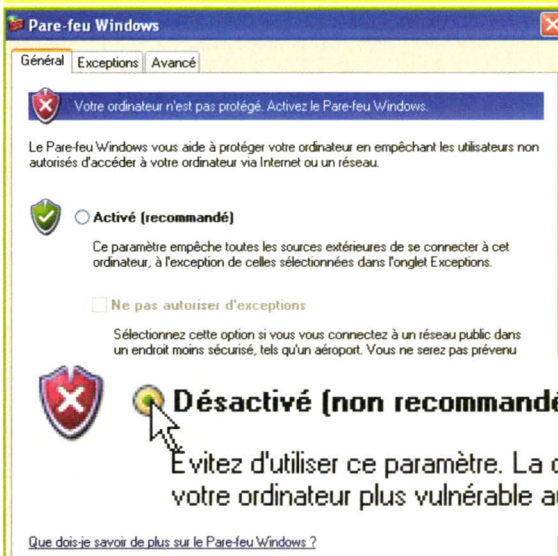 Pare-feu Windows
Général Exceptions Avancé
Votre ordinateur n'est pas protégé. Activez le Pare-feu Windows.
Le Pare-feu Windows vous aide à protéger votre ordinateur en empêchant les utilisateurs non
autorisés d'accéder à votre ordinateur via Internet ou un réseau.
Activé (recommandé)
Ce paramètre empêche toutes les sources extérieures de se connecter à cet
ordinateur, à l'exception de celles sélectionnées dans l'onglet Exceptions.
Ne pas autoriser d'exceptions
Sélectionnez cette option si vous vous connectez à un réseau public dans
un endroit moins sécurisé, tels qu'un aéroport. Vous ne serez pas prévenu
Désactivé (non recommandé
Évitez d'utiliser ce paramètre. La
votre ordinateur plus vulnérable
Que dois-je savoir de plus sur le Pare-feu Windows ?